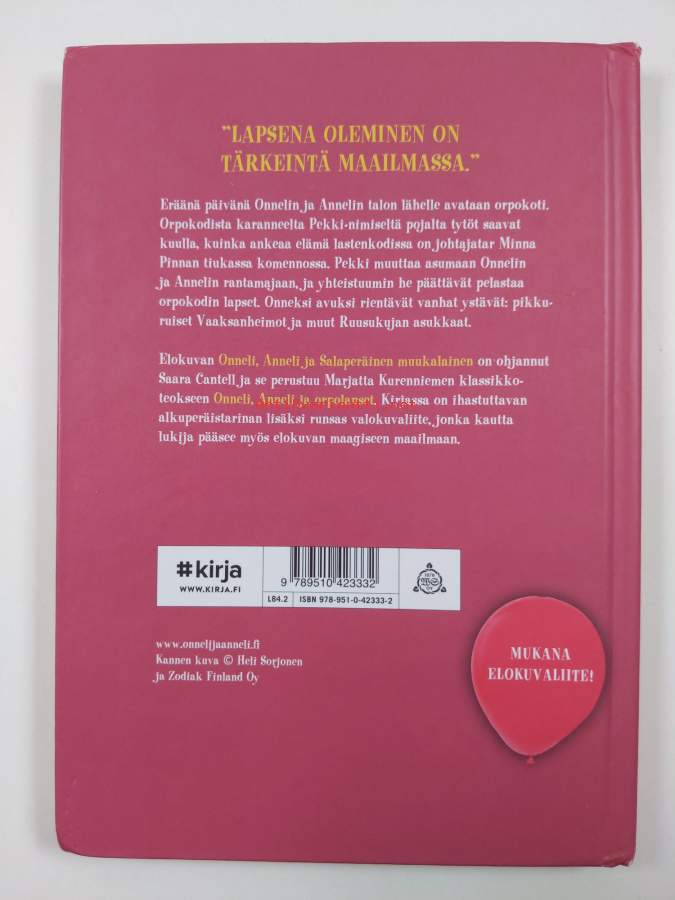 "LAPSENA OLEMINEN ON
TÄRKEINTÄ MAAILMASSA."
Eräänä päivänä Onnelin ja Annelin talon lähelle avataan orpokoti.
Orpokodista karanneelta Pekki-nimiseltä pojalta tytöt saavat
kuulla, kuinka ankeaa elämä lastenkodissa on johtajatar Minna
Pinnan tiukassa komennossa. Pekki muuttaa asumaan Onnelin
ja Annelin rantamajaan, ja yhteistuumin he päättävät pelastaa
orpokodin lapset. Onneksi avuksi rientävät vanhat ystävät: pikku-
ruiset Vaaksanheimot ja muut Ruusukujan asukkaat.
Elokuvan Onneli, Anneli ja Salaperäinen muukalainen on ohjannut
Saara Cantell ja se perustuu Marjatta Kurenniemen klassikko-
teokseen Onneli, Anneli ja orpolapset. Kirjassa on ihastuttavan
alkuperäistarinan lisäksi runsas valokuvaliite, jonka kautta
lukija pääsee myös elokuvan maagiseen maailmaan.
#kirja
WWW.KIRJA.FI
9 789510 423332
L84.2
ISBN 978-951-0-42333-2
1878
WS
OY
www.onnelijaanneli.fi
Kannen kuva © Heli Sorjonen
ja Zodiak Finland Oy
MUKANA
ELOKUVALIITE!